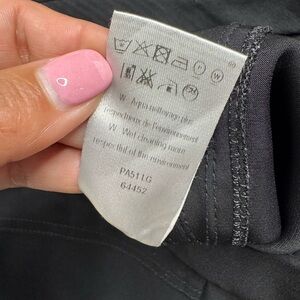 W
W. Aqua nettoyage plus
respectueux de l'environnement
W. Wet cleaning more
respectful of the environment
PA511G
64452